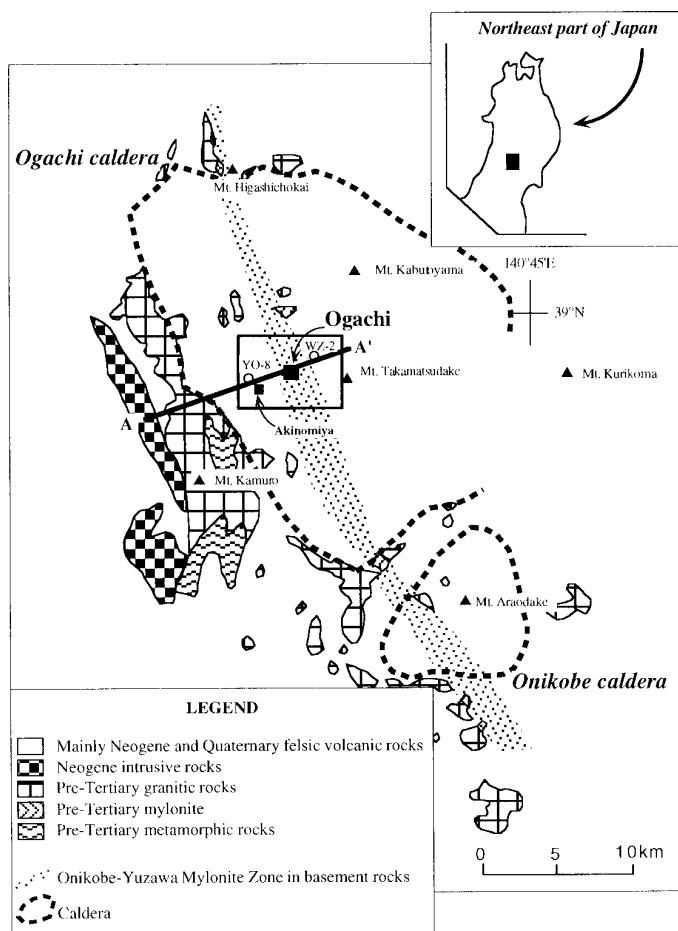 Northeast part of Japan
Ogachi caldera
Mt. Higashichokai
140°45'E
Mt. Kabutoyama
39°N
Ogachi
WZ-2
A'
YO-8
Mt. Takamatsudake
Mt. Kurikoma
A
Akinomiya
Mt. Kamuro
Mt. Araodake
Onikobe caldera
LEGEND
Mainly Neogene and Quaternary felsic volcanic rocks
Neogene intrusive rocks
Pre-Tertiary granitic rocks
Pre-Tertiary mylonite
Pre-Tertiary metamorphic rocks
Onikobe-Yuzawa Mylonite Zone in basement rocks
Caldera
0 5 10km